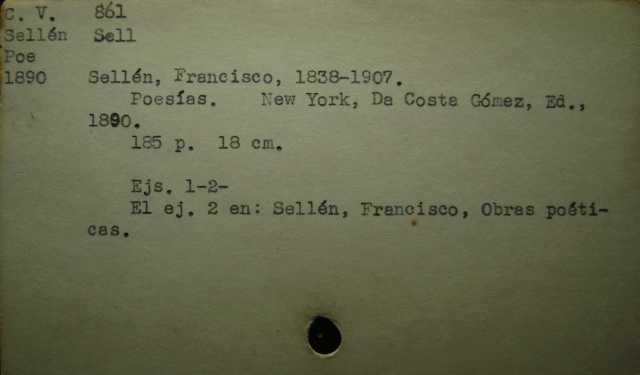 C. V. 861
Sellén Sell
Poe
1890 Sellén, Francisco, 1838-1907.
Poesías. New York, Da Costa Gómez, Ed.,
1890.
185 p. 18 cm.
Ejs. 1-2-
El ej. 2 en: Sellén, Francisco, Obras poéti-
cas.